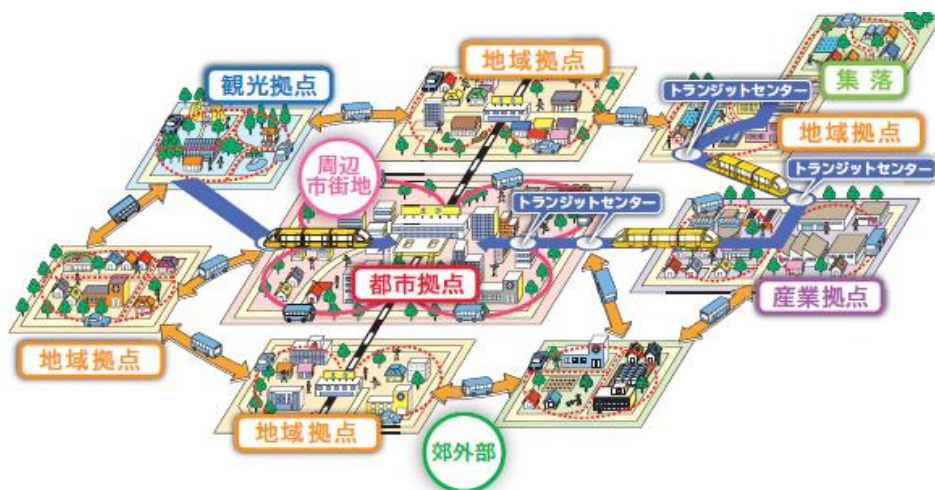 地域拠点
観光拠点
集落
トランジットセンター
地域拠点
周辺
市街地
トランジットセンター
トランジットセンター
都市拠点
産業拠点
地域拠点
地域拠点
郊外部